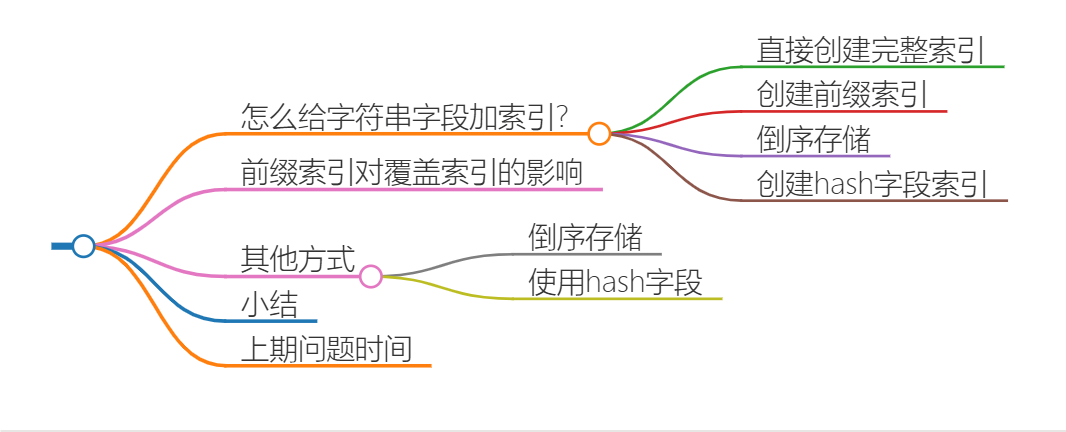 怎么给字符串字段加索引?
直接创建完整索引
创建前缀索引
倒序存储
创建hash字段索引
前缀索引对覆盖索引的影响
其他方式
倒序存储
使用hash字段
小结
上期问题时间